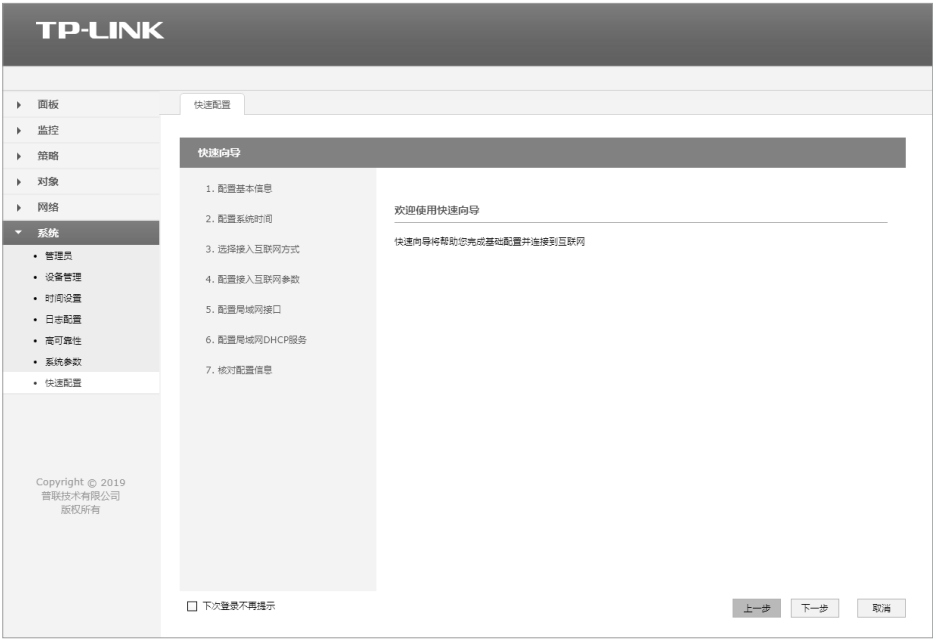 TP-LINK
面板
监控
策略
对象
网络
系统
管理员
设备管理
时间设置
日志配置
高可靠性
系统参数
快速配置
Copyright © 2019
普联技术有限公司
版权所有
快速配置
快速向导
1. 配置基本信息
2. 配置系统时间
3. 选择接入互联网方式
4. 配置接入互联网参数
5. 配置局域网接口
6. 配置局域网DHCP服务
7. 核对配置信息
欢迎使用快速向导
快速向导将帮助您完成基础配置并连接到互联网
下次登录不再提示
上一步
下一步
取消